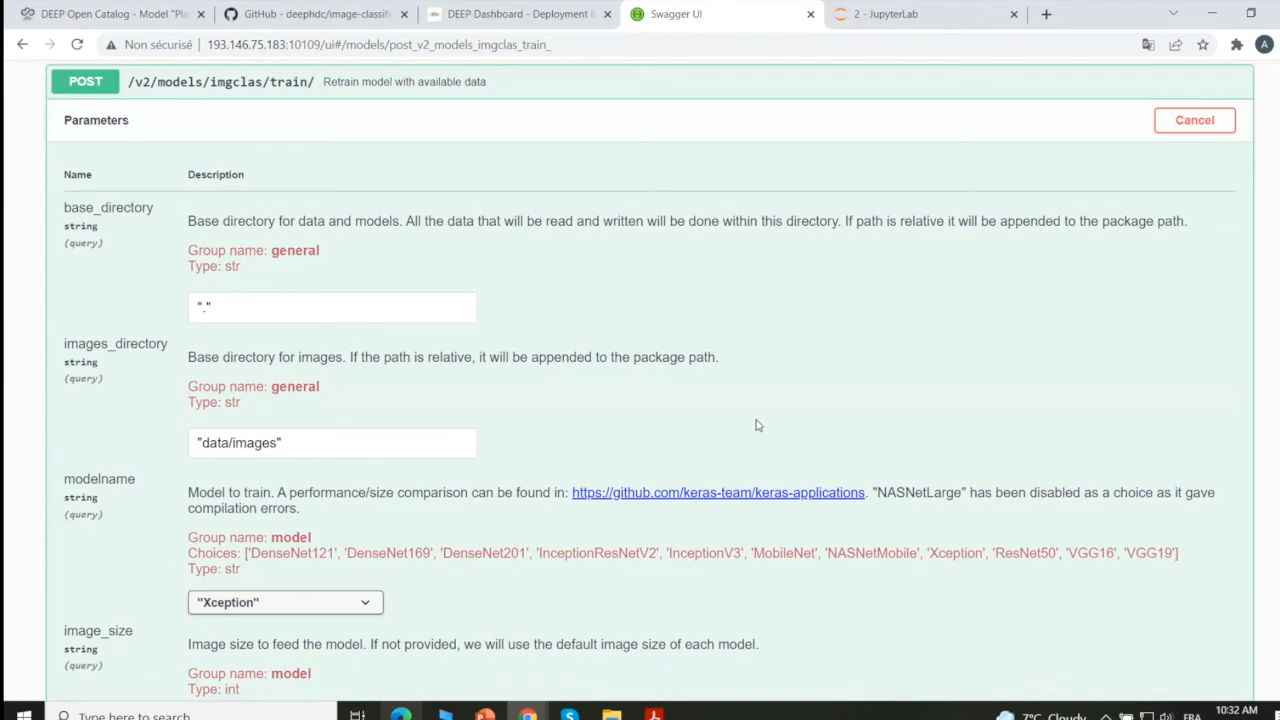 DEEP Open Catalog - Model "Pla
GitHub - deephdc/image-classif
DEEP Dashboard - Deployment l
Swagger UI
2 - JupyterLab
Non sécurisé
193.146.75.183:10109/ui#/models/post_v2_models_imgclas_train_
A
POST /v2/models/imgclas/train/ Retrain model with available data
Parameters
Cancel
Name Description
base_directory
string
(query)
Base directory for data and models. All the data that will be read and written will be done within this directory. If path is relative it will be appended to the package path.
Group name: general
Type: str
"."
images_directory
string
(query)
Base directory for images. If the path is relative, it will be appended to the package path.
Group name: general
Type: str
"data/images"
modelname
string
(query)
Model to train. A performance/size comparison can be found in: https://github.com/keras-team/keras-applications. "NASNetLarge" has been disabled as a choice as it gave
compilation errors.
Group name: model
Choices: ['DenseNet121', 'DenseNet169', 'DenseNet201', 'InceptionResNetV2', 'InceptionV3', 'MobileNet', 'NASNetMobile', 'Xception', 'ResNet50', 'VGG16', 'VGG19']
Type: str
"Xception"
image_size
string
(query)
Image size to feed the model. If not provided, we will use the default image size of each model.
Group name: model
Type: int
Type here to search
7°C Cloudy
FRA
10:32 AM